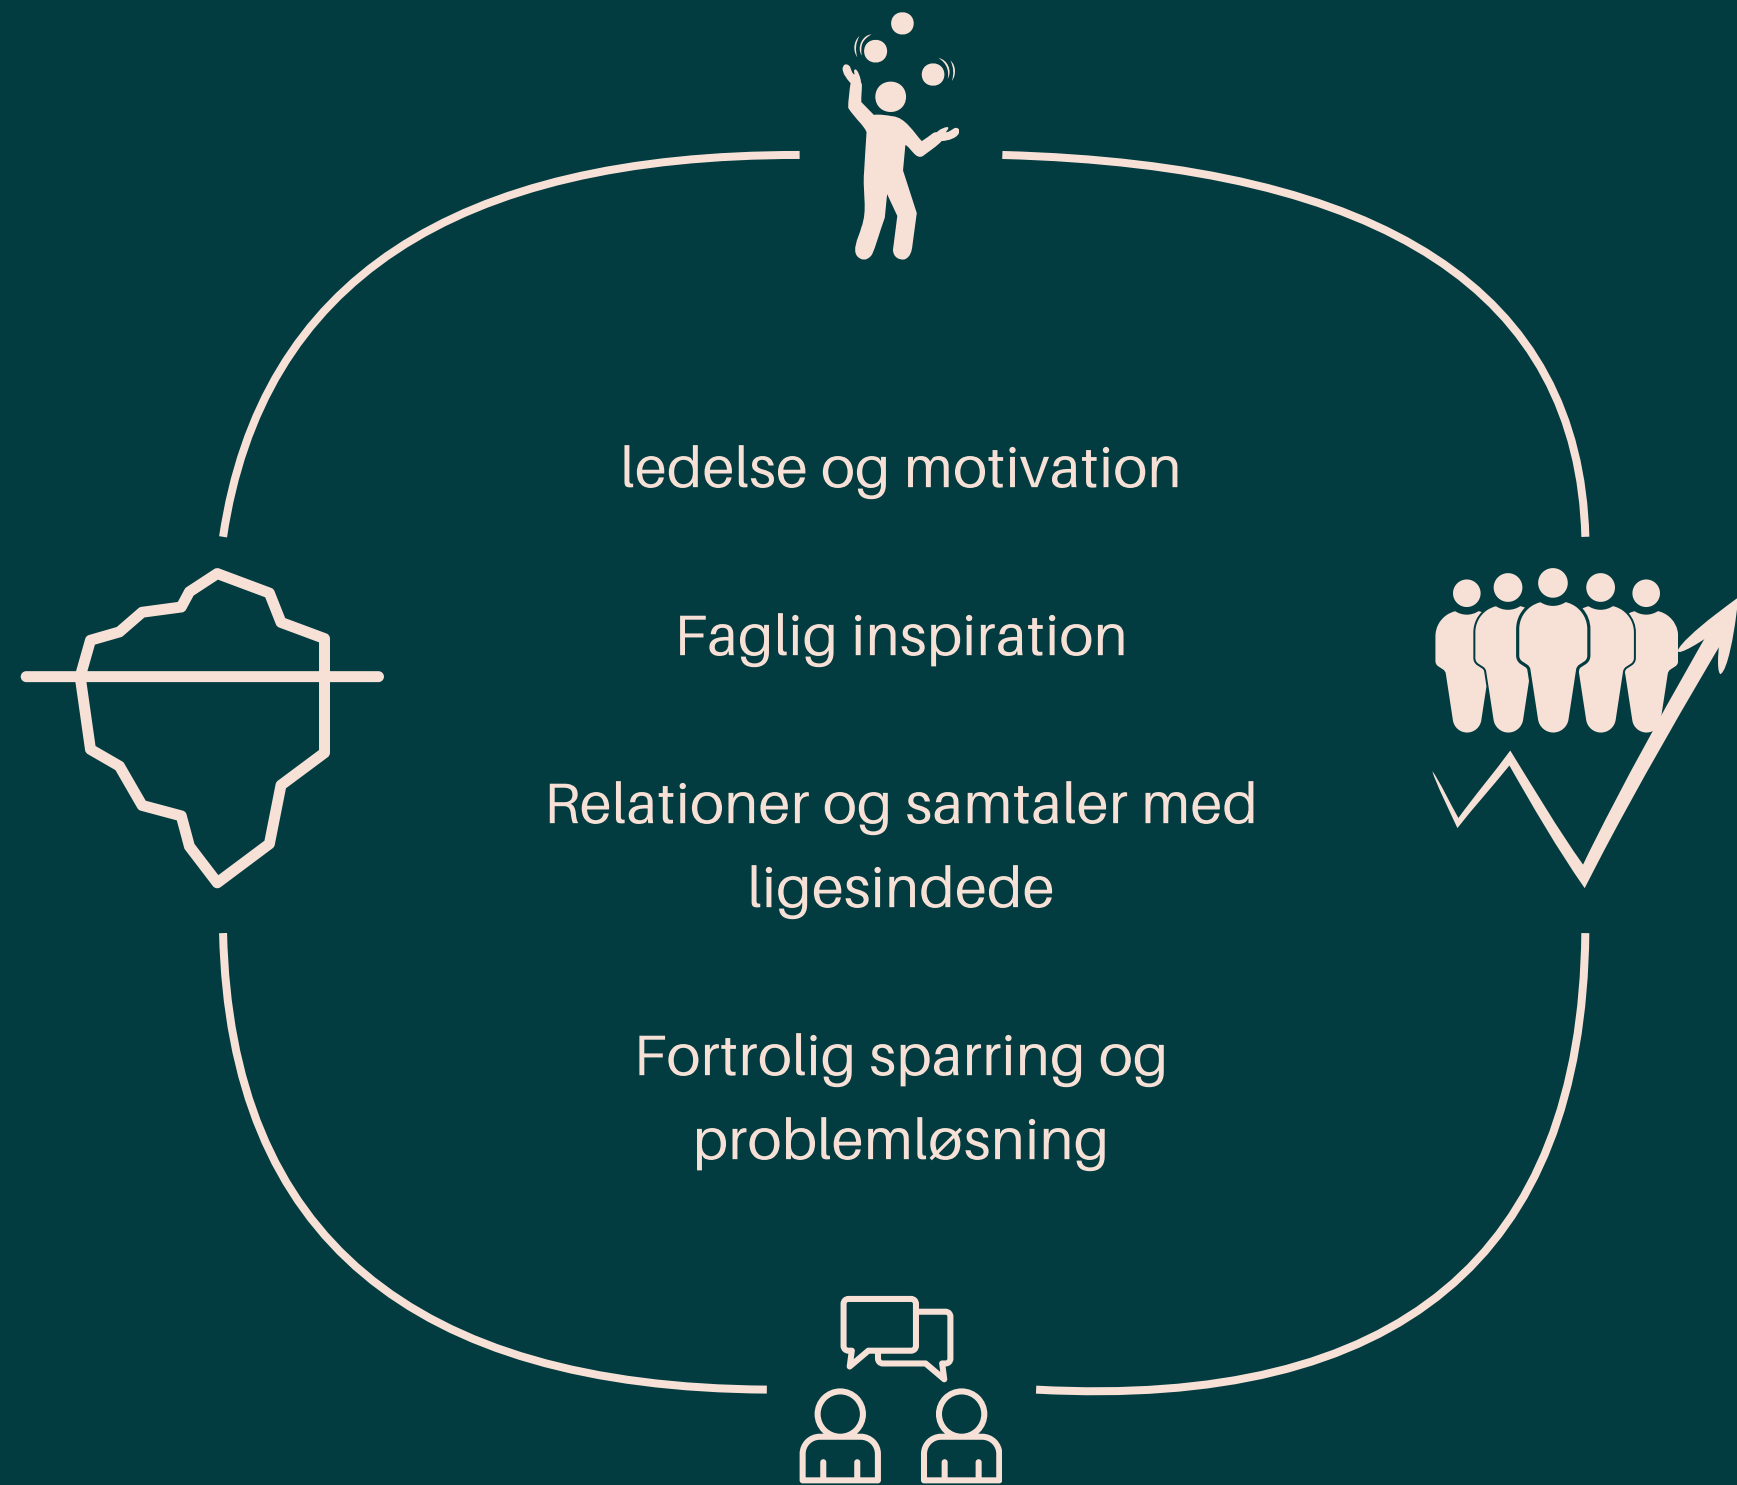 ledelse og motivation
Faglig inspiration
Relationer og samtaler med
ligesindede
Fortrolig sparring og
problemløsning